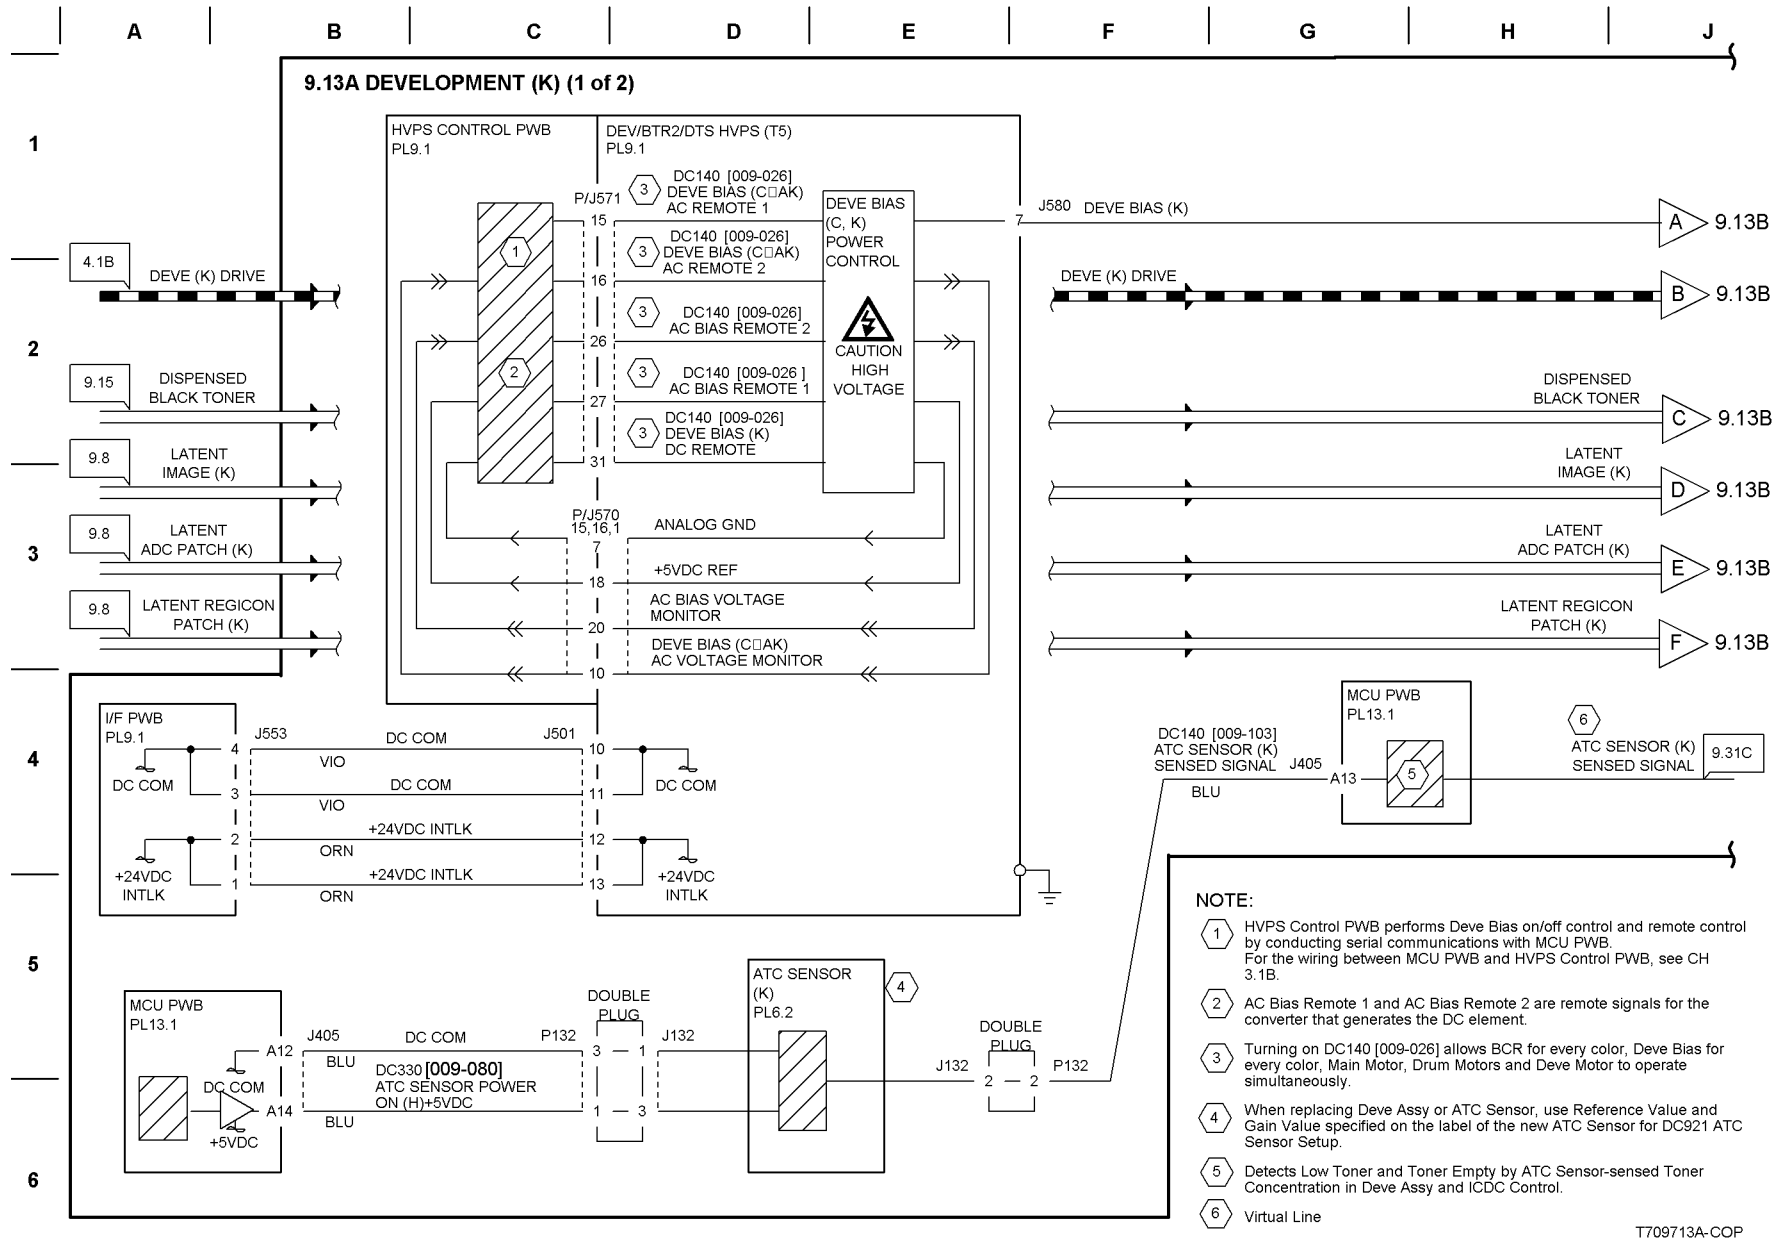 A B C D E F G H J
1
2
3
4
5
6
9.13A DEVELOPMENT (K) (1 of 2)
HVPS CONTROL PWB
PL9.1
DEV/BTR2/DTS HVPS (T5)
PL9.1
P/J571
15
16
26
27
31
1
2
3
DC140 [009-026]
DEVE BIAS (C□AK)
AC REMOTE 1
3
DC140 [009-026]
DEVE BIAS (C□AK)
AC REMOTE 2
3
DC140 [009-026]
AC BIAS REMOTE 2
3
DC140 [009-026 ]
AC BIAS REMOTE 1
3
DC140 [009-026]
DEVE BIAS (K)
DC REMOTE
DEVE BIAS
(C, K)
POWER
CONTROL
CAUTION
HIGH
VOLTAGE
7
J580 DEVE BIAS (K)
A 9.13B
4.1B
DEVE (K) DRIVE
DEVE (K) DRIVE
B 9.13B
9.15
DISPENSED
BLACK TONER
DISPENSED
BLACK TONER
C 9.13B
9.8
LATENT
IMAGE (K)
LATENT
IMAGE (K)
D 9.13B
9.8
LATENT
ADC PATCH (K)
LATENT
ADC PATCH (K)
E 9.13B
9.8
LATENT REGICON
PATCH (K)
LATENT REGICON
PATCH (K)
F 9.13B
P/J570
15,16,1
7
18
20
10
ANALOG GND
+5VDC REF
AC BIAS VOLTAGE
MONITOR
DEVE BIAS (C□AK)
AC VOLTAGE MONITOR
I/F PWB
PL9.1
DC COM
+24VDC
INTLK
4
3
2
1
J553
J501
DC COM
VIO
DC COM
VIO
+24VDC INTLK
ORN
+24VDC INTLK
ORN
10
11
12
13
DC COM
+24VDC
INTLK
DC140 [009-103]
ATC SENSOR (K)
SENSED SIGNAL
BLU
J405
A13
MCU PWB
PL13.1
5
6
ATC SENSOR (K)
SENSED SIGNAL
9.31C
MCU PWB
PL13.1
DC COM
+5VDC
A12
A14
J405
DC COM
BLU
DC330 [009-080]
ATC SENSOR POWER
ON (H)+5VDC
BLU
P132
DOUBLE
PLUG
3 1
1 3
J132
ATC SENSOR
(K)
PL6.2
4
J132
DOUBLE
PLUG
2 2
P132
NOTE:
1 HVPS Control PWB performs Deve Bias on/off control and remote control
by conducting serial communications with MCU PWB.
For the wiring between MCU PWB and HVPS Control PWB, see CH
3.1B.
2 AC Bias Remote 1 and AC Bias Remote 2 are remote signals for the
converter that generates the DC element.
3 Turning on DC140 [009-026] allows BCR for every color, Deve Bias for
every color, Main Motor, Drum Motors and Deve Motor to operate
simultaneously.
4 When replacing Deve Assy or ATC Sensor, use Reference Value and
Gain Value specified on the label of the new ATC Sensor for DC921 ATC
Sensor Setup.
5 Detects Low Toner and Toner Empty by ATC Sensor-sensed Toner
Concentration in Deve Assy and ICDC Control.
6 Virtual Line
T709713A-COP